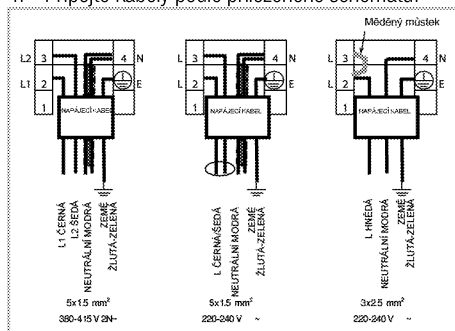 Připojte kabely podle přiloženého schématu.
Měděný můstek
L2 3 4 N
L1 2 E
1
NAPÁJECÍ KABEL
L1 ČERNÁ
L2 ŠEDÁ
NEUTRÁLNÍ MODRÁ
ZEMĚ
ŽLUTÁ-ZELENÁ
5x1.5 mm²
380-415 V 2N~
3 4 N
L 2 E
1
NAPÁJECÍ KABEL
L ČERNÁ/ŠEDÁ
NEUTRÁLNÍ MODRÁ
ZEMĚ
ŽLUTÁ-ZELENÁ
5x1.5 mm²
220-240 V ~
L 3 4 N
L 2 E
1
NAPÁJECÍ KABEL
L HNĚDÁ
NEUTRÁLNÍ MODRÁ
ZEMĚ
ŽLUTÁ-ZELENÁ
3x2.5 mm²
220-240 V ~